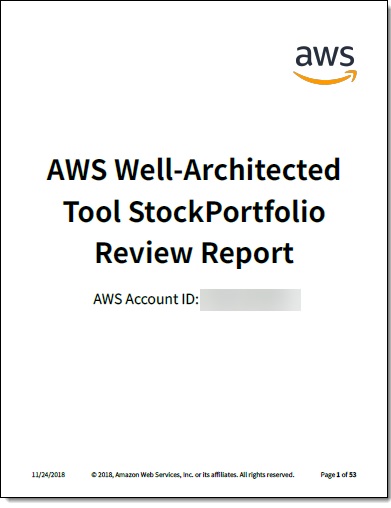 aws
AWS Well-Architected
Tool StockPortfolio
Review Report
AWS Account ID:
11/24/2018 © 2018, Amazon Web Services, Inc. or its affiliates. All rights reserved. Page 1 of 53